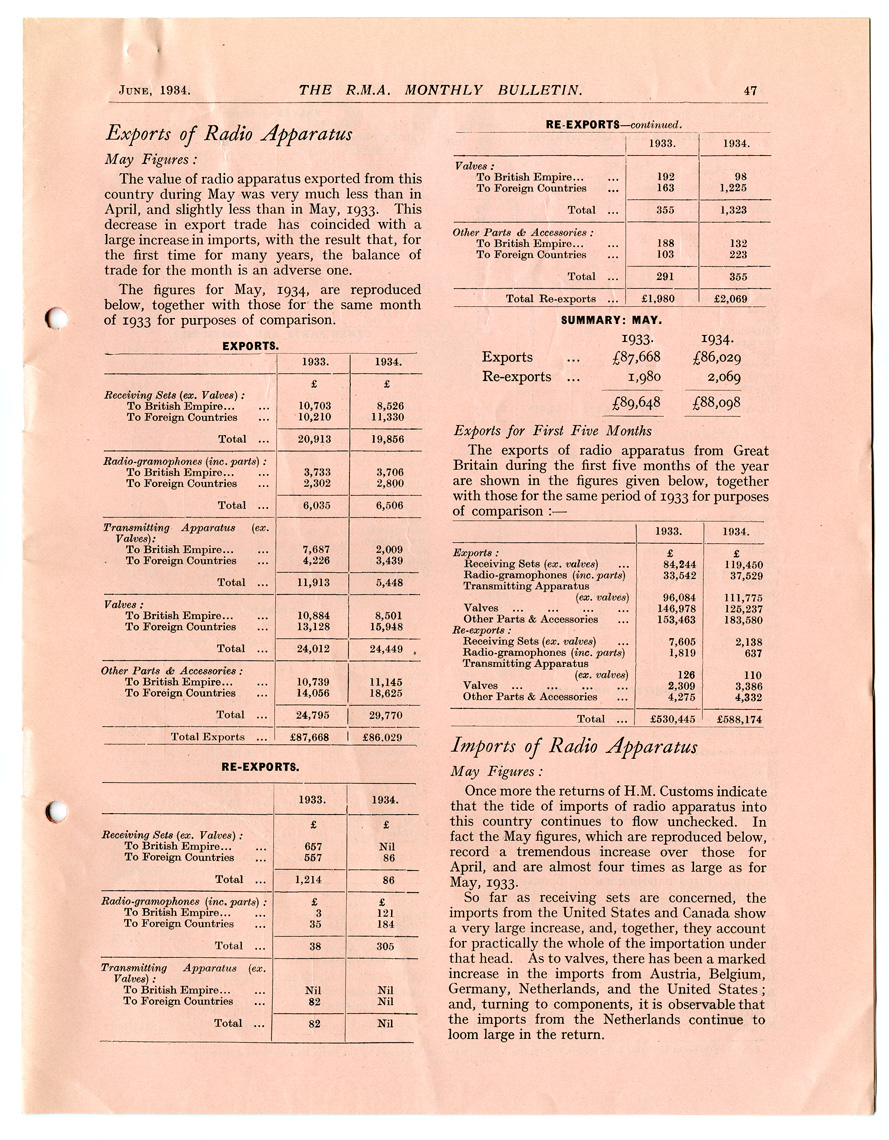 JUNE, 1934. THE R.M.A. MONTHLY BULLETIN. 47
Exports of Radio Apparatus
May Figures :
The value of radio apparatus exported from this
country during May was very much less than in
April, and slightly less than in May, 1933. This
decrease in export trade has coincided with a
large increase in imports, with the result that, for
the first time for many years, the balance of
trade for the month is an adverse one.
The figures for May, 1934, are reproduced
below, together with those for the same month
of 1933 for purposes of comparison.
EXPORTS.
1933. 1934.
£ £
Receiving Sets (ex. Valves) :
To British Empire... ... 10,703 8,526
To Foreign Countries ... 10,210 11,330
Total ... 20,913 19,856
Radio-gramophones (inc. parts) :
To British Empire... ... 3,733 3,706
To Foreign Countries ... 2,302 2,800
Total ... 6,035 6,506
Transmitting Apparatus (ex.
Valves):
To British Empire... ... 7,687 2,009
To Foreign Countries ... 4,226 3,439
Total ... 11,913 5,448
Valves :
To British Empire... ... 10,884 8,501
To Foreign Countries ... 13,128 15,948
Total ... 24,012 24,449
Other Parts & Accessories :
To British Empire... ... 10,739 11,145
To Foreign Countries ... 14,056 18,625
Total ... 24,795 29,770
Total Exports ... £87,668 £86.029
RE-EXPORTS.
1933. 1934.
£ £
Receiving Sets (ex. Valves) :
To British Empire... ... 657 Nil
To Foreign Countries ... 557 86
Total ... 1,214 86
Radio-gramophones (inc. parts) : £ £
To British Empire... ... 3 121
To Foreign Countries ... 35 184
Total ... 38 305
Transmitting Apparatus (ex.
Valves) :
To British Empire... ... Nil Nil
To Foreign Countries ... 82 Nil
Total ... 82 Nil
RE-EXPORTS—continued.
1933. 1934.
Valves :
To British Empire... ... 192 98
To Foreign Countries ... 163 1,225
Total ... 355 1,323
Other Parts & Accessories :
To British Empire... ... 188 132
To Foreign Countries ... 103 223
Total ... 291 355
Total Re-exports ... £1,980 £2,069
SUMMARY: MAY.
1933. 1934.
Exports ... £87,668 £86,029
Re-exports ... 1,980 2,069
£89,648 £88,098
Exports for First Five Months
The exports of radio apparatus from Great
Britain during the first five months of the year
are shown in the figures given below, together
with those for the same period of 1933 for purposes
of comparison :—
1933. 1934.
Exports : £ £
Receiving Sets (ex. valves) ... 84,244 119,450
Radio-gramophones (inc. parts) 33,542 37,529
Transmitting Apparatus
(ex. valves) 96,084 111,775
Valves ... ... ... ... 146,978 125,237
Other Parts & Accessories ... 153,463 183,580
Re-exports :
Receiving Sets (ex. valves) ... 7,605 2,138
Radio-gramophones (inc. parts) 1,819 637
Transmitting Apparatus
(ex. valves) 126 110
Valves ... ... ... ... 2,309 3,386
Other Parts & Accessories ... 4,275 4,332
Total ... £530,445 £588,174
Imports of Radio Apparatus
May Figures :
Once more the returns of H.M. Customs indicate
that the tide of imports of radio apparatus into
this country continues to flow unchecked. In
fact the May figures, which are reproduced below,
record a tremendous increase over those for
April, and are almost four times as large as for
May, 1933.
So far as receiving sets are concerned, the
imports from the United States and Canada show
a very large increase, and, together, they account
for practically the whole of the importation under
that head. As to valves, there has been a marked
increase in the imports from Austria, Belgium,
Germany, Netherlands, and the United States ;
and, turning to components, it is observable that
the imports from the Netherlands continue to
loom large in the return.